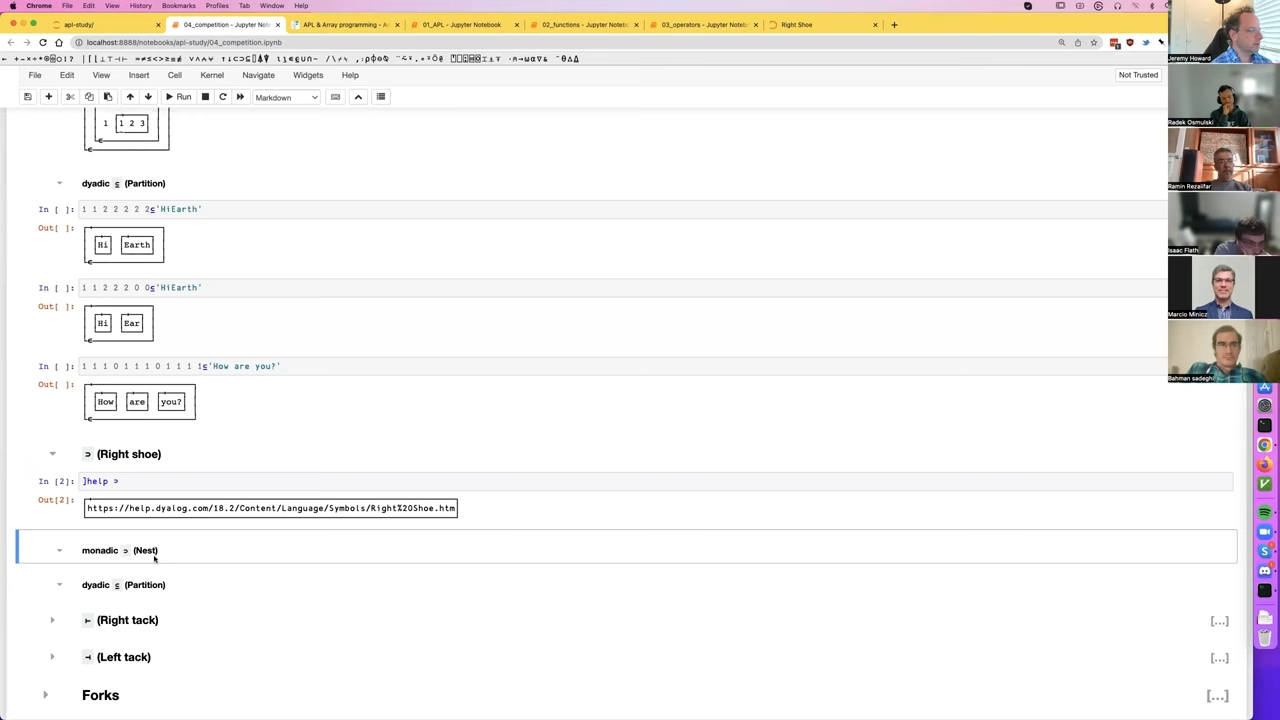 Chrome File Edit View History Bookmarks Profiles Tab Window Help
apl-study/
04_competition - Jupyter Noteb
APL & Array programming - A
01_APL - Jupyter Notebook
02_functions - Jupyter Notebook
03_operators - Jupyter Notebook
Right Shoe
localhost:8888/notebooks/apl-study/04_competition.ipynb
File Edit View Insert Cell Kernel Navigate Widgets Help
Not Trusted
Run
Markdown
1 1 2 3
dyadic ⊆ (Partition)
In [ ]: 1 1 2 2 2 2 2⊆'HiEarth'
Out[ ]:
Hi Earth
In [ ]: 1 1 2 2 2 0 0⊆'HiEarth'
Out[ ]:
Hi Ear
In [ ]: 1 1 1 0 1 1 1 0 1 1 1 1⊆'How are you?'
Out[ ]:
How are you?
⊃ (Right shoe)
In [2]: ]help ⊃
Out[2]:
https://help.dyalog.com/18.2/Content/Language/Symbols/Right%20Shoe.htm
monadic ⊃ (Nest)
dyadic ⊆ (Partition)
⊢ (Right tack)
[...]
⊣ (Left tack)
[...]
Forks
[...]
Jeremy Howard
Radek Osmulski
Ramin Rezaiifar
Isaac Flath
Marcio Minicz
Bahman sadeghi